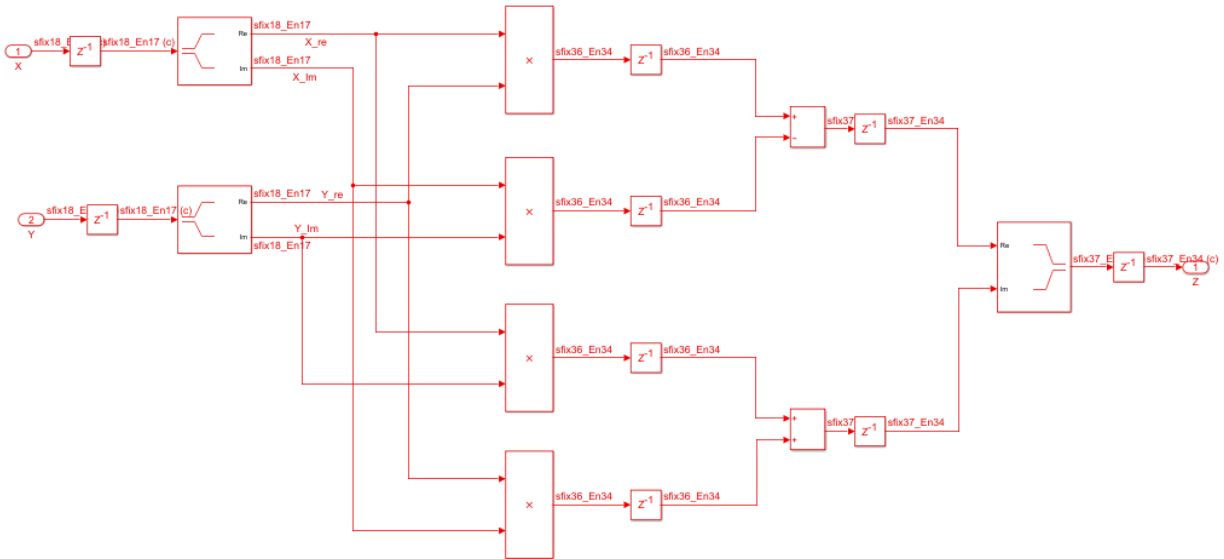 sfix18_En17
Re
X_re
sfix36_En34
z-1
sfix36_En34
×
1
X
sfix18_E
z-1
sfix18_En17 (c)
sfix18_En17
Im
X_Im
+
−
sfix37
z-1
sfix37_En34
sfix18_En17
Re
Y_re
×
sfix36_En34
z-1
sfix36_En34
2
Y
sfix18_E
z-1
sfix18_En17 (c)
Im
Y_Im
sfix18_En17
Re
Im
sfix37_E
z-1
sfix37_En34 (c)
1
Z
×
sfix36_En34
z-1
sfix36_En34
+
+
sfix37
z-1
sfix37_En34
×
sfix36_En34
z-1
sfix36_En34